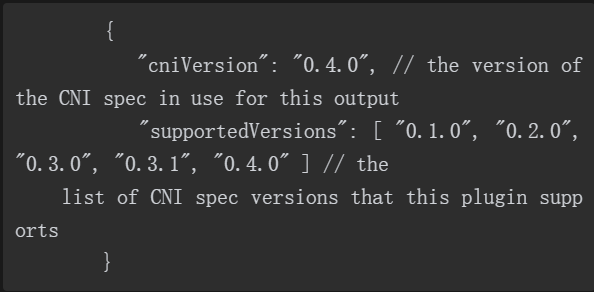 {
"cniVersion": "0.4.0", // the version of
the CNI spec in use for this output
"supportedVersions": [ "0.1.0", "0.2.0",
"0.3.0", "0.3.1", "0.4.0" ] // the
list of CNI spec versions that this plugin supp
orts
}